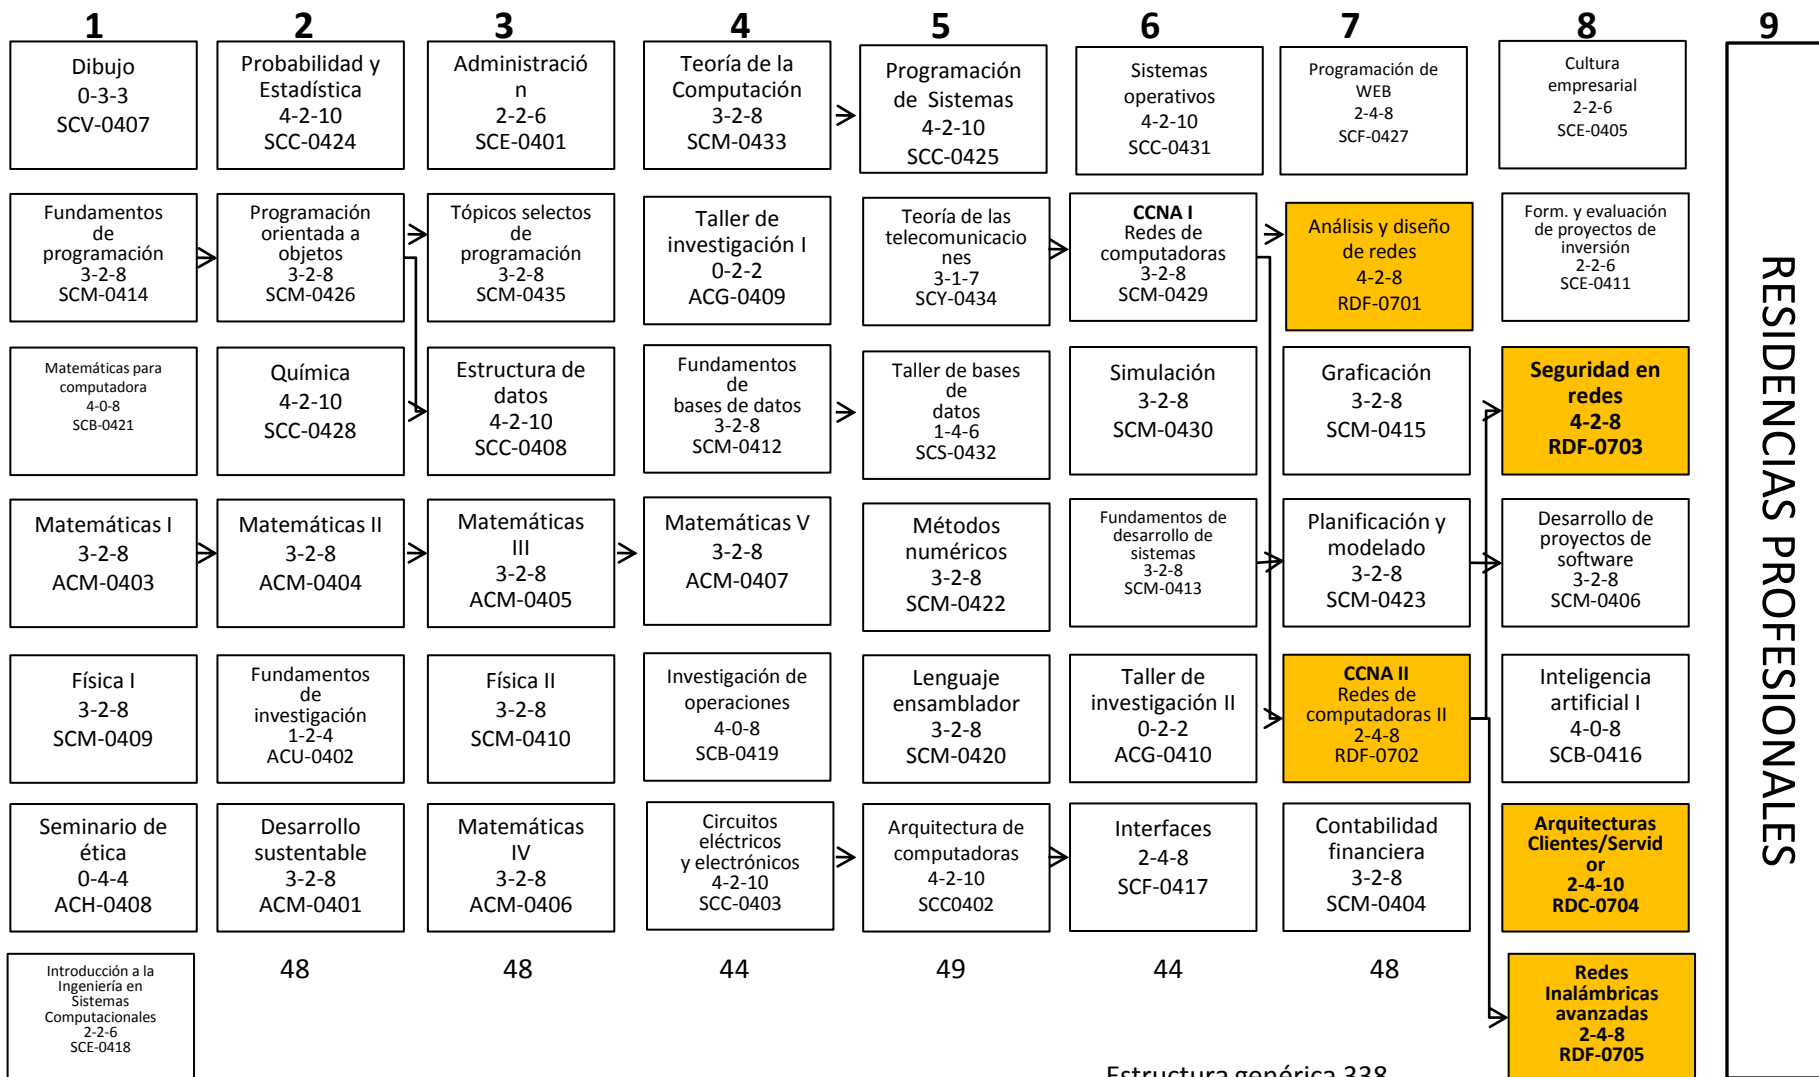 1
2
3
4
5
6
7
8
9
Dibujo
0-3-3
SCV-0407
Probabilidad y
Estadística
4-2-10
SCC-0424
Administració
n
2-2-6
SCE-0401
Teoría de la
Computación
3-2-8
SCM-0433
Programación
de Sistemas
4-2-10
SCC-0425
Sistemas
operativos
4-2-10
SCC-0431
Programación de
WEB
2-4-8
SCF-0427
Cultura
empresarial
2-2-6
SCE-0405
Fundamentos
de
programación
3-2-8
SCM-0414
Programación
orientada a
objetos
3-2-8
SCM-0426
Tópicos selectos
de
programación
3-2-8
SCM-0435
Taller de
investigación I
0-2-2
ACG-0409
Teoría de las
telecomunicacio
nes
3-1-7
SCY-0434
CCNA I
Redes de
computadoras
3-2-8
SCM-0429
Análisis y diseño
de redes
4-2-8
RDF-0701
Form. y evaluación
de proyectos de
inversión
2-2-6
SCE-0411
Matemáticas para
computadora
4-0-8
SCB-0421
Química
4-2-10
SCC-0428
Estructura de
datos
4-2-10
SCC-0408
Fundamentos
de
bases de datos
3-2-8
SCM-0412
Taller de bases
de
datos
1-4-6
SCS-0432
Simulación
3-2-8
SCM-0430
Graficación
3-2-8
SCM-0415
Seguridad en
redes
4-2-8
RDF-0703
Matemáticas I
3-2-8
ACM-0403
Matemáticas II
3-2-8
ACM-0404
Matemáticas
III
3-2-8
ACM-0405
Matemáticas V
3-2-8
ACM-0407
Métodos
numéricos
3-2-8
SCM-0422
Fundamentos de
desarrollo de
sistemas
3-2-8
SCM-0413
Planificación y
modelado
3-2-8
SCM-0423
Desarrollo de
proyectos de
software
3-2-8
SCM-0406
Física I
3-2-8
SCM-0409
Fundamentos
de
investigación
1-2-4
ACU-0402
Física II
3-2-8
SCM-0410
Investigación de
operaciones
4-0-8
SCB-0419
Lenguaje
ensamblador
3-2-8
SCM-0420
Taller de
investigación II
0-2-2
ACG-0410
CCNA II
Redes de
computadoras II
2-4-8
RDF-0702
Inteligencia
artificial I
4-0-8
SCB-0416
Seminario de
ética
0-4-4
ACH-0408
Desarrollo
sustentable
3-2-8
ACM-0401
Matemáticas
IV
3-2-8
ACM-0406
Circuitos
eléctricos
y electrónicos
4-2-10
SCC-0403
Arquitectura de
computadoras
4-2-10
SCC0402
Interfaces
2-4-8
SCF-0417
Contabilidad
financiera
3-2-8
SCM-0404
Arquitecturas
Clientes/Servid
or
2-4-10
RDC-0704
Introducción a la
Ingeniería en
Sistemas
Computacionales
2-2-6
SCE-0418
48
48
44
49
44
48
Redes
Inalámbricas
avanzadas
2-4-8
RDF-0705
Estructura genérica 338
RESIDENCIAS PROFESIONALES